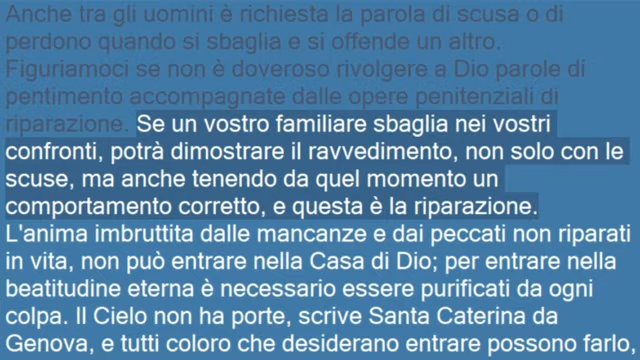 Anche tra gli uomini è richiesta la parola di scusa o di
perdono quando si sbaglia e si offende un altro.
Figuriamoci se non è doveroso rivolgere a Dio parole di
pentimento accompagnate dalle opere penitenziali di
riparazione. Se un vostro familiare sbaglia nei vostri
confronti, potrà dimostrare il ravvedimento, non solo con le
scuse, ma anche tenendo da quel momento un
comportamento corretto, e questa è la riparazione.
L'anima imbruttita dalle mancanze e dai peccati non riparati
in vita, non può entrare nella Casa di Dio; per entrare nella
beatitudine eterna è necessario essere purificati da ogni
colpa. Il Cielo non ha porte, scrive Santa Caterina da
Genova, e tutti coloro che desiderano entrare possono farlo,